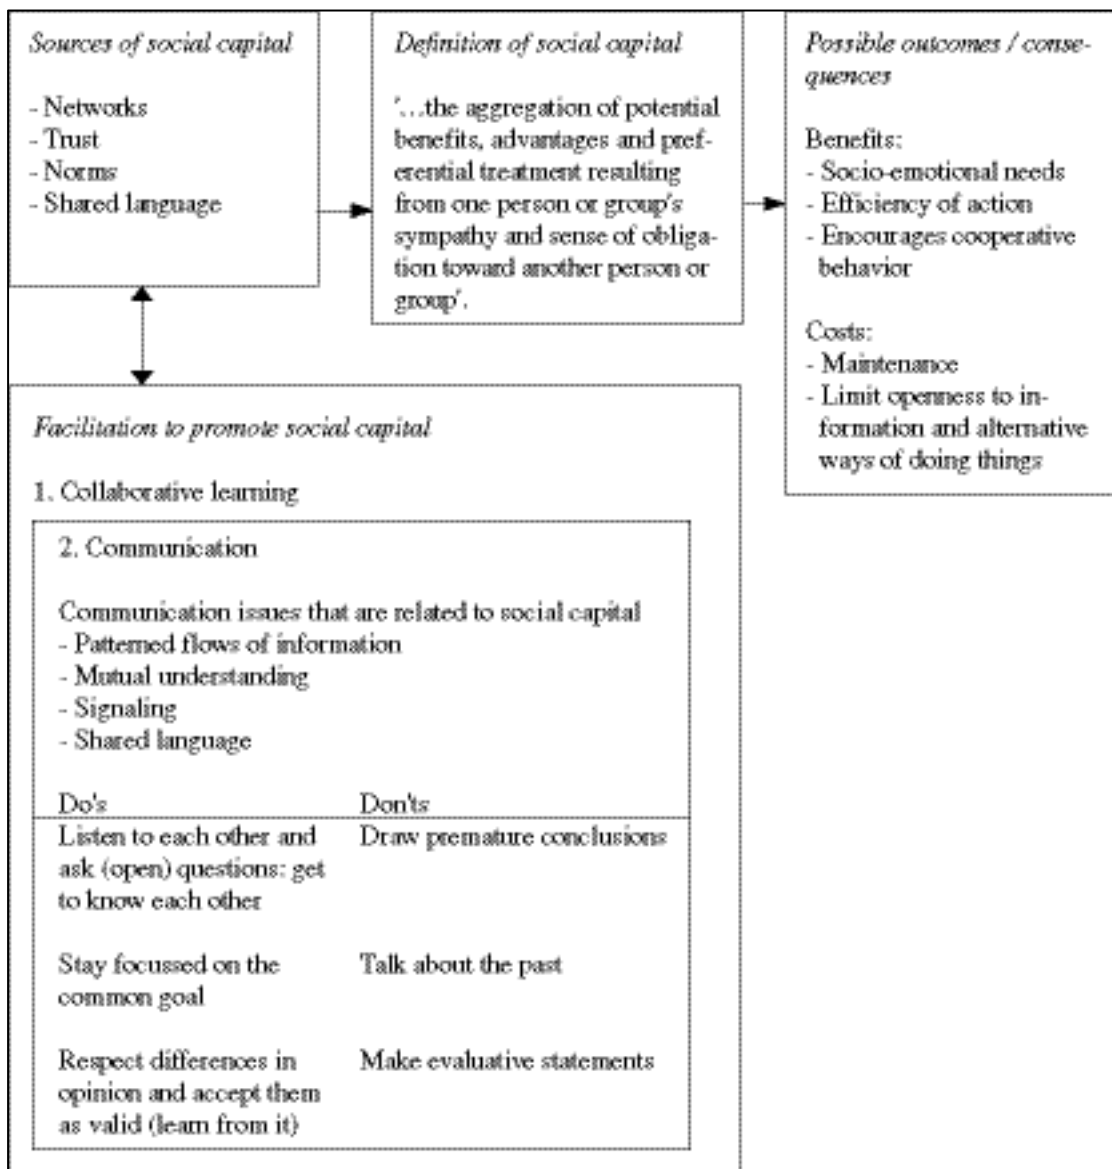 Sources of social capital
- Networks
- Trust
- Norms
- Shared language
Definition of social capital
'...the aggregation of potential
benefits, advantages and pref-
erential treatment resulting
from one person or group's
sympathy and sense of obliga-
tion toward another person or
group'.
Possible outcomes / conse-
quences
Benefits:
- Socio-emotional needs
- Efficiency of action
- Encourages cooperative
behavior
Costs:
- Maintenance
- Limit openness to in-
formation and alternative
ways of doing things
Facilitation to promote social capital
1. Collaborative learning
2. Communication
Communication issues that are related to social capital
- Patterned flows of information
- Mutual understanding
- Signaling
- Shared language
Do's
Don'ts
Listen to each other and
ask (open) questions: get
to know each other
Draw premature conclusions
Stay focussed on the
common goal
Talk about the past
Respect differences in
opinion and accept them
as valid (learn from it)
Make evaluative statements